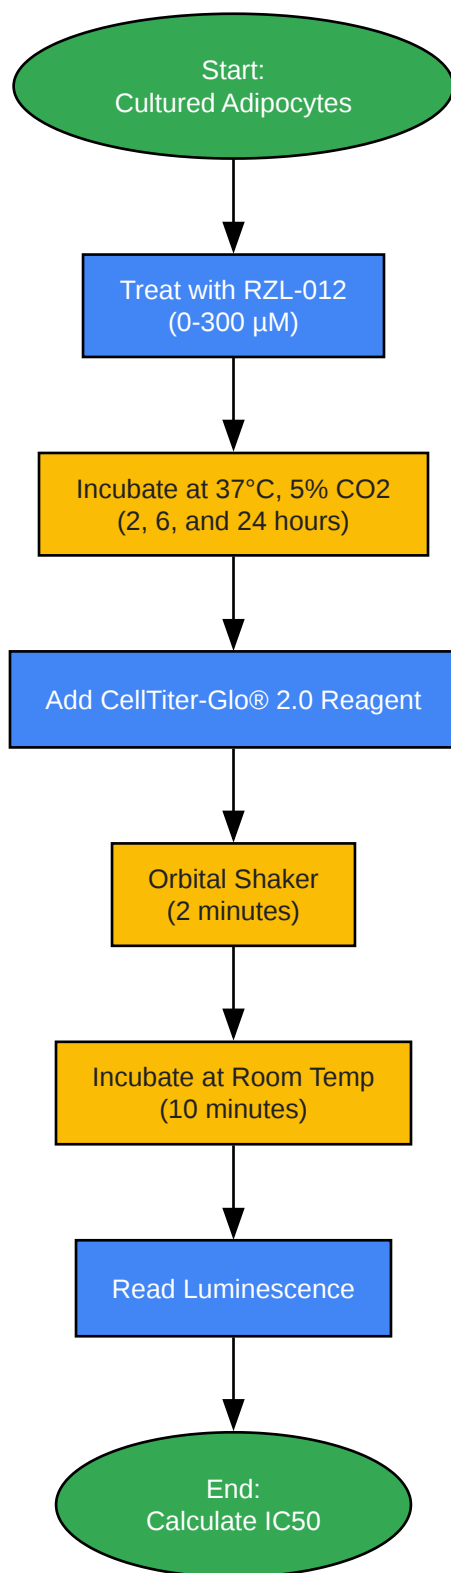 Start:
Cultured Adipocytes
Treat with RZL-012
(0-300 µM)
Incubate at 37°C, 5% CO2
(2, 6, and 24 hours)
Add CellTiter-Glo® 2.0 Reagent
Orbital Shaker
(2 minutes)
Incubate at Room Temp
(10 minutes)
Read Luminescence
End:
Calculate IC50